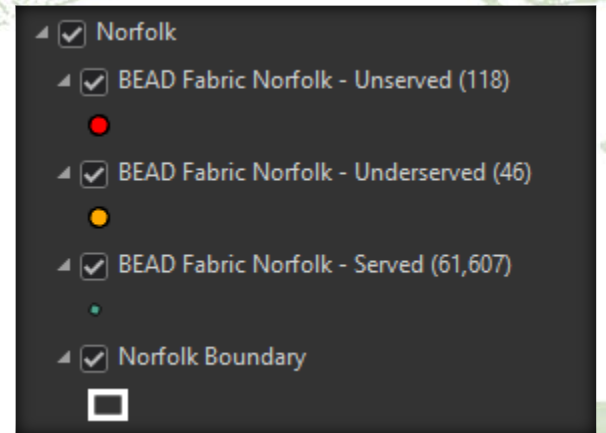 Norfolk
BEAD Fabric Norfolk - Unserved (118)
BEAD Fabric Norfolk - Underserved (46)
BEAD Fabric Norfolk - Served (61,607)
Norfolk Boundary